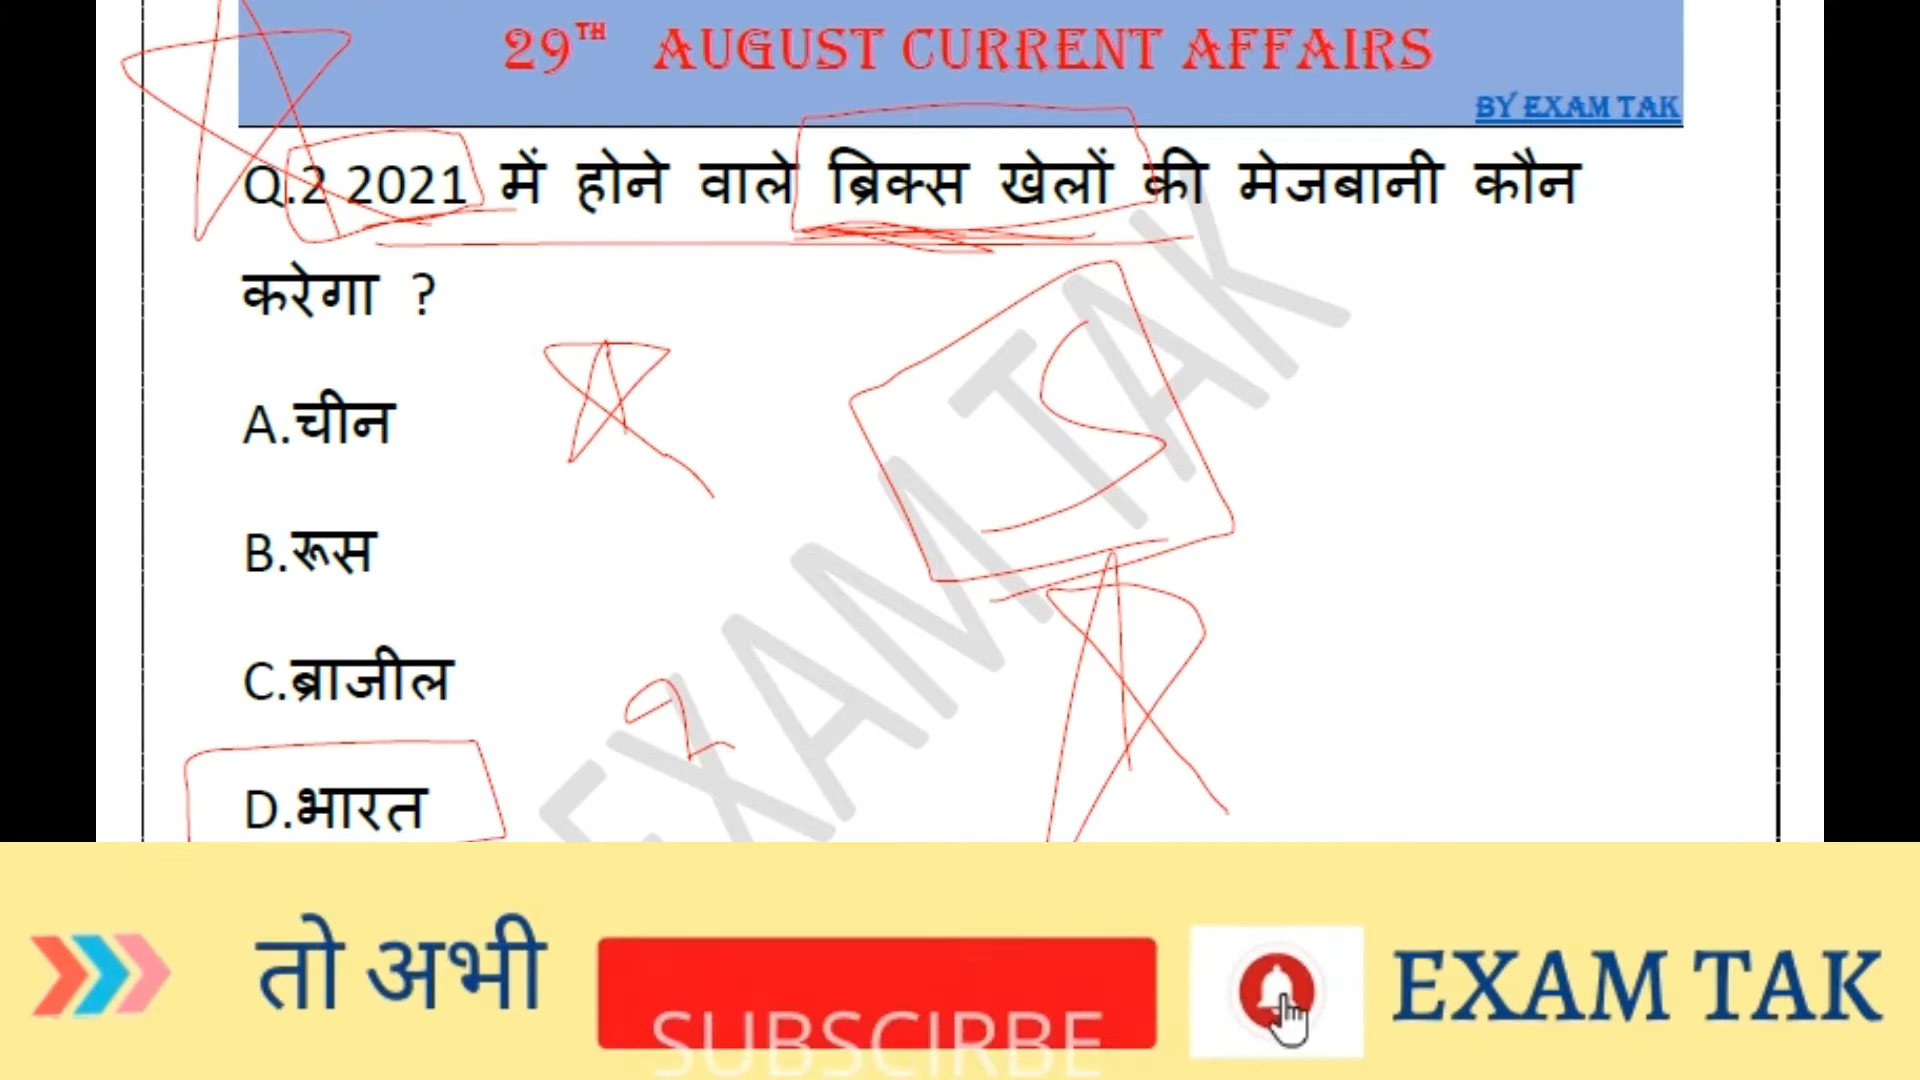 29TH AUGUST CURRENT AFFAIRS
BY EXAM TAK
Q.2 2021 में होने वाले ब्रिक्स खेलों की मेजबानी कौन
करेगा ?
A.चीन
B.रूस
C.ब्राजील
D.भारत
EXAM TAK
तो अभी
SUBSCIRBE
EXAM TAK